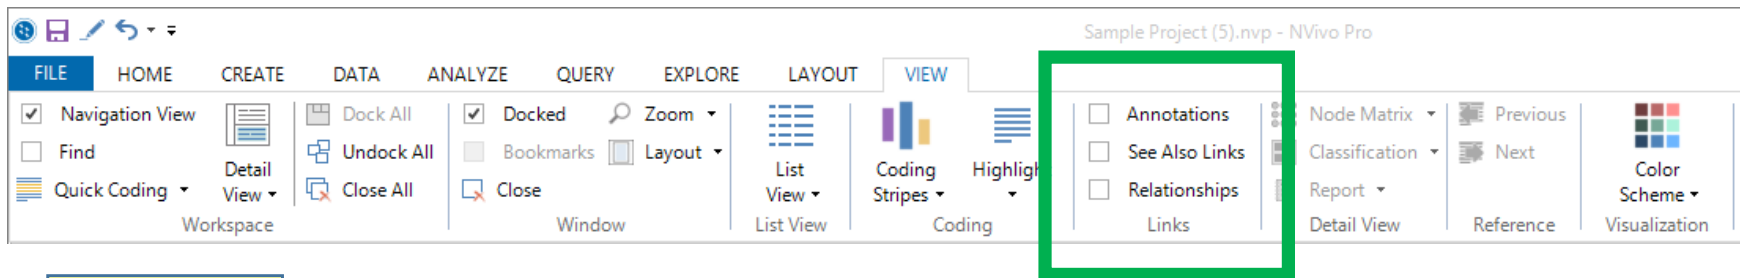 Sample Project (5).nvp - NVivo Pro
FILE HOME CREATE DATA ANALYZE QUERY EXPLORE LAYOUT VIEW
Navigation View Dock All Docked Zoom Annotations Node Matrix Previous
Find Undock All Bookmarks Layout See Also Links Classification Next
Detail View List View Coding Stripes Highligh Color Scheme
Quick Coding Close All Close Relationships Report
Workspace Window List View Coding Links Detail View Reference Visualization